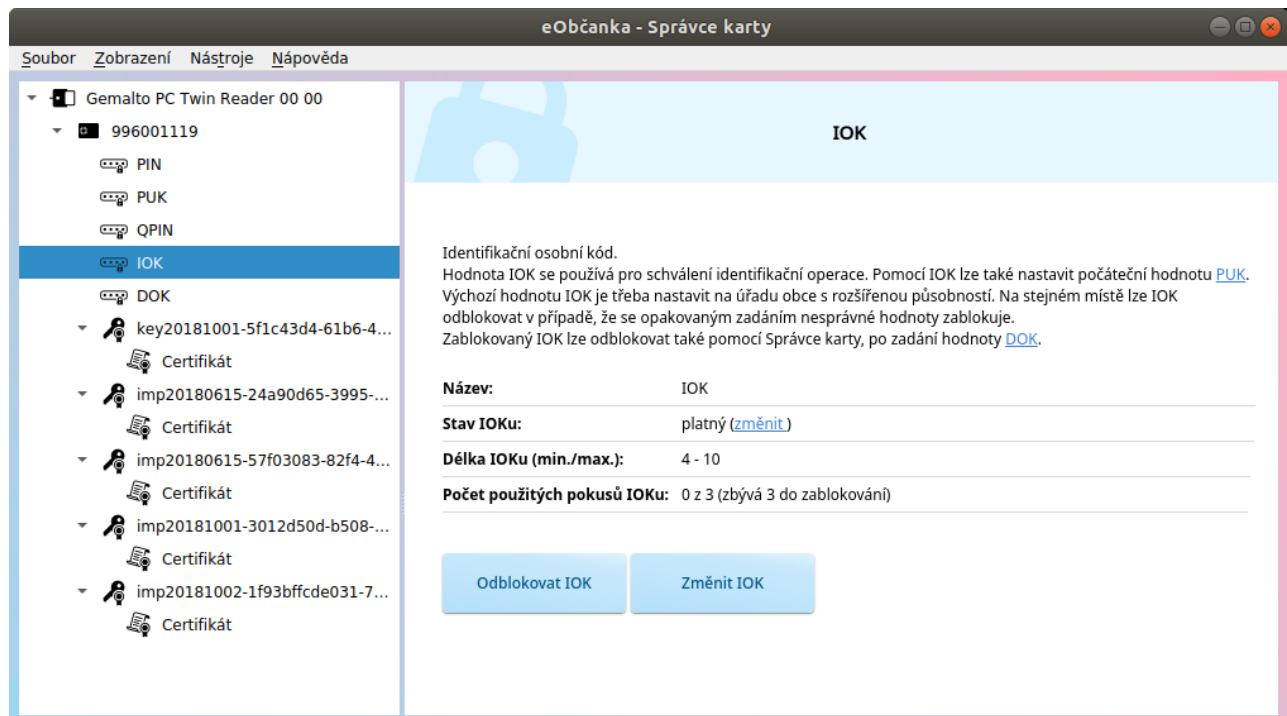 eObčanka - Správce karty
Soubor Zobrazení Nástroje Nápověda
Gemalto PC Twin Reader 00 00
996001119
PIN
PUK
QPIN
IOK
DOK
key20181001-5f1c43d4-61b6-4...
Certifikát
imp20180615-24a90d65-3995-...
Certifikát
imp20180615-57f03083-82f4-4...
Certifikát
imp20181001-3012d50d-b508-...
Certifikát
imp20181002-1f93bffcde031-7...
Certifikát
IOK
Identifikační osobní kód.
Hodnota IOK se používá pro schválení identifikační operace. Pomocí IOK lze také nastavit počáteční hodnotu PUK.
Výchozí hodnotu IOK je třeba nastavit na úřadu obce s rozšířenou působností. Na stejném místě lze IOK
odblokovat v případě, že se opakovaným zadáním nesprávné hodnoty zablokuje.
Zablokovaný IOK lze odblokovat také pomocí Správce karty, po zadání hodnoty DOK.
Název: IOK
Stav IOKu: platný (změnit )
Délka IOKu (min./max.): 4 - 10
Počet použitých pokusů IOKu: 0 z 3 (zbývá 3 do zablokování)
Odblokovat IOK Změnit IOK